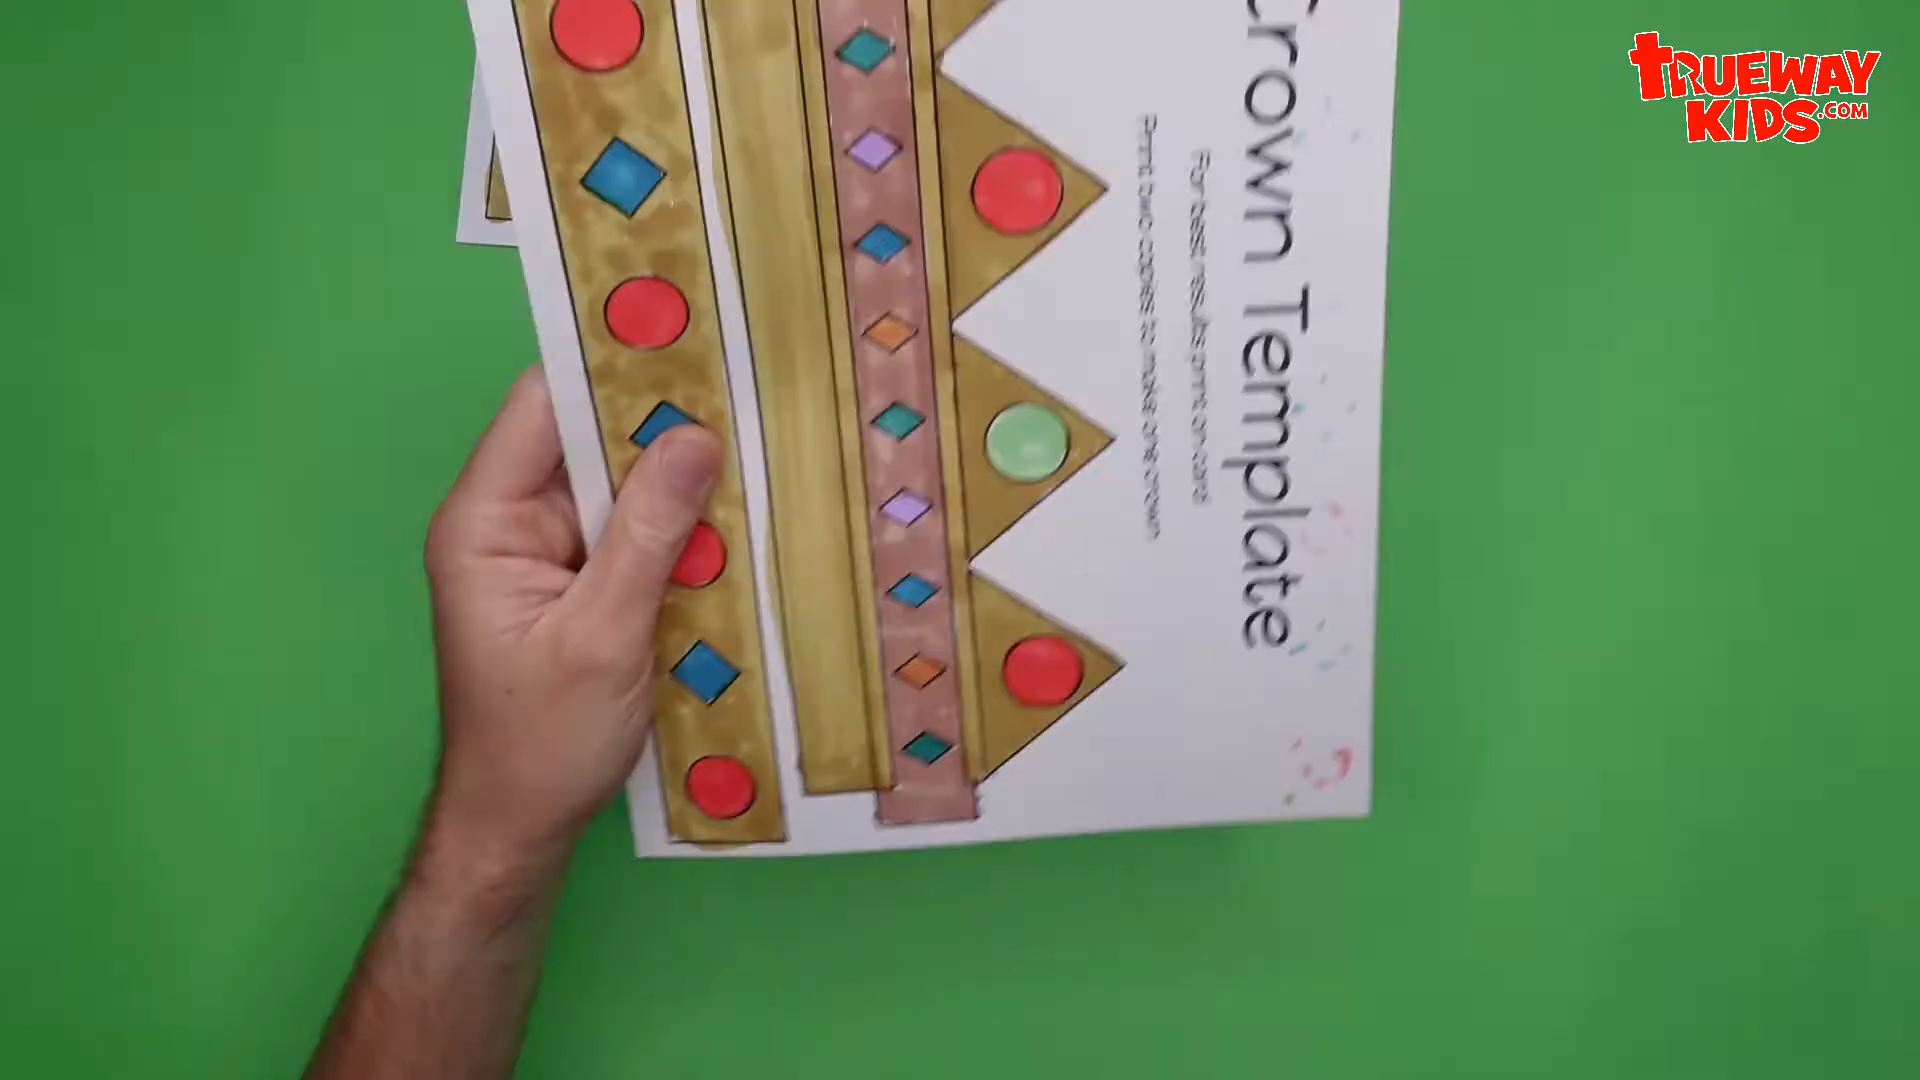 Crown Template
For best results print on card
Print two copies to make one crown
TRUEWAY
KIDS.COM